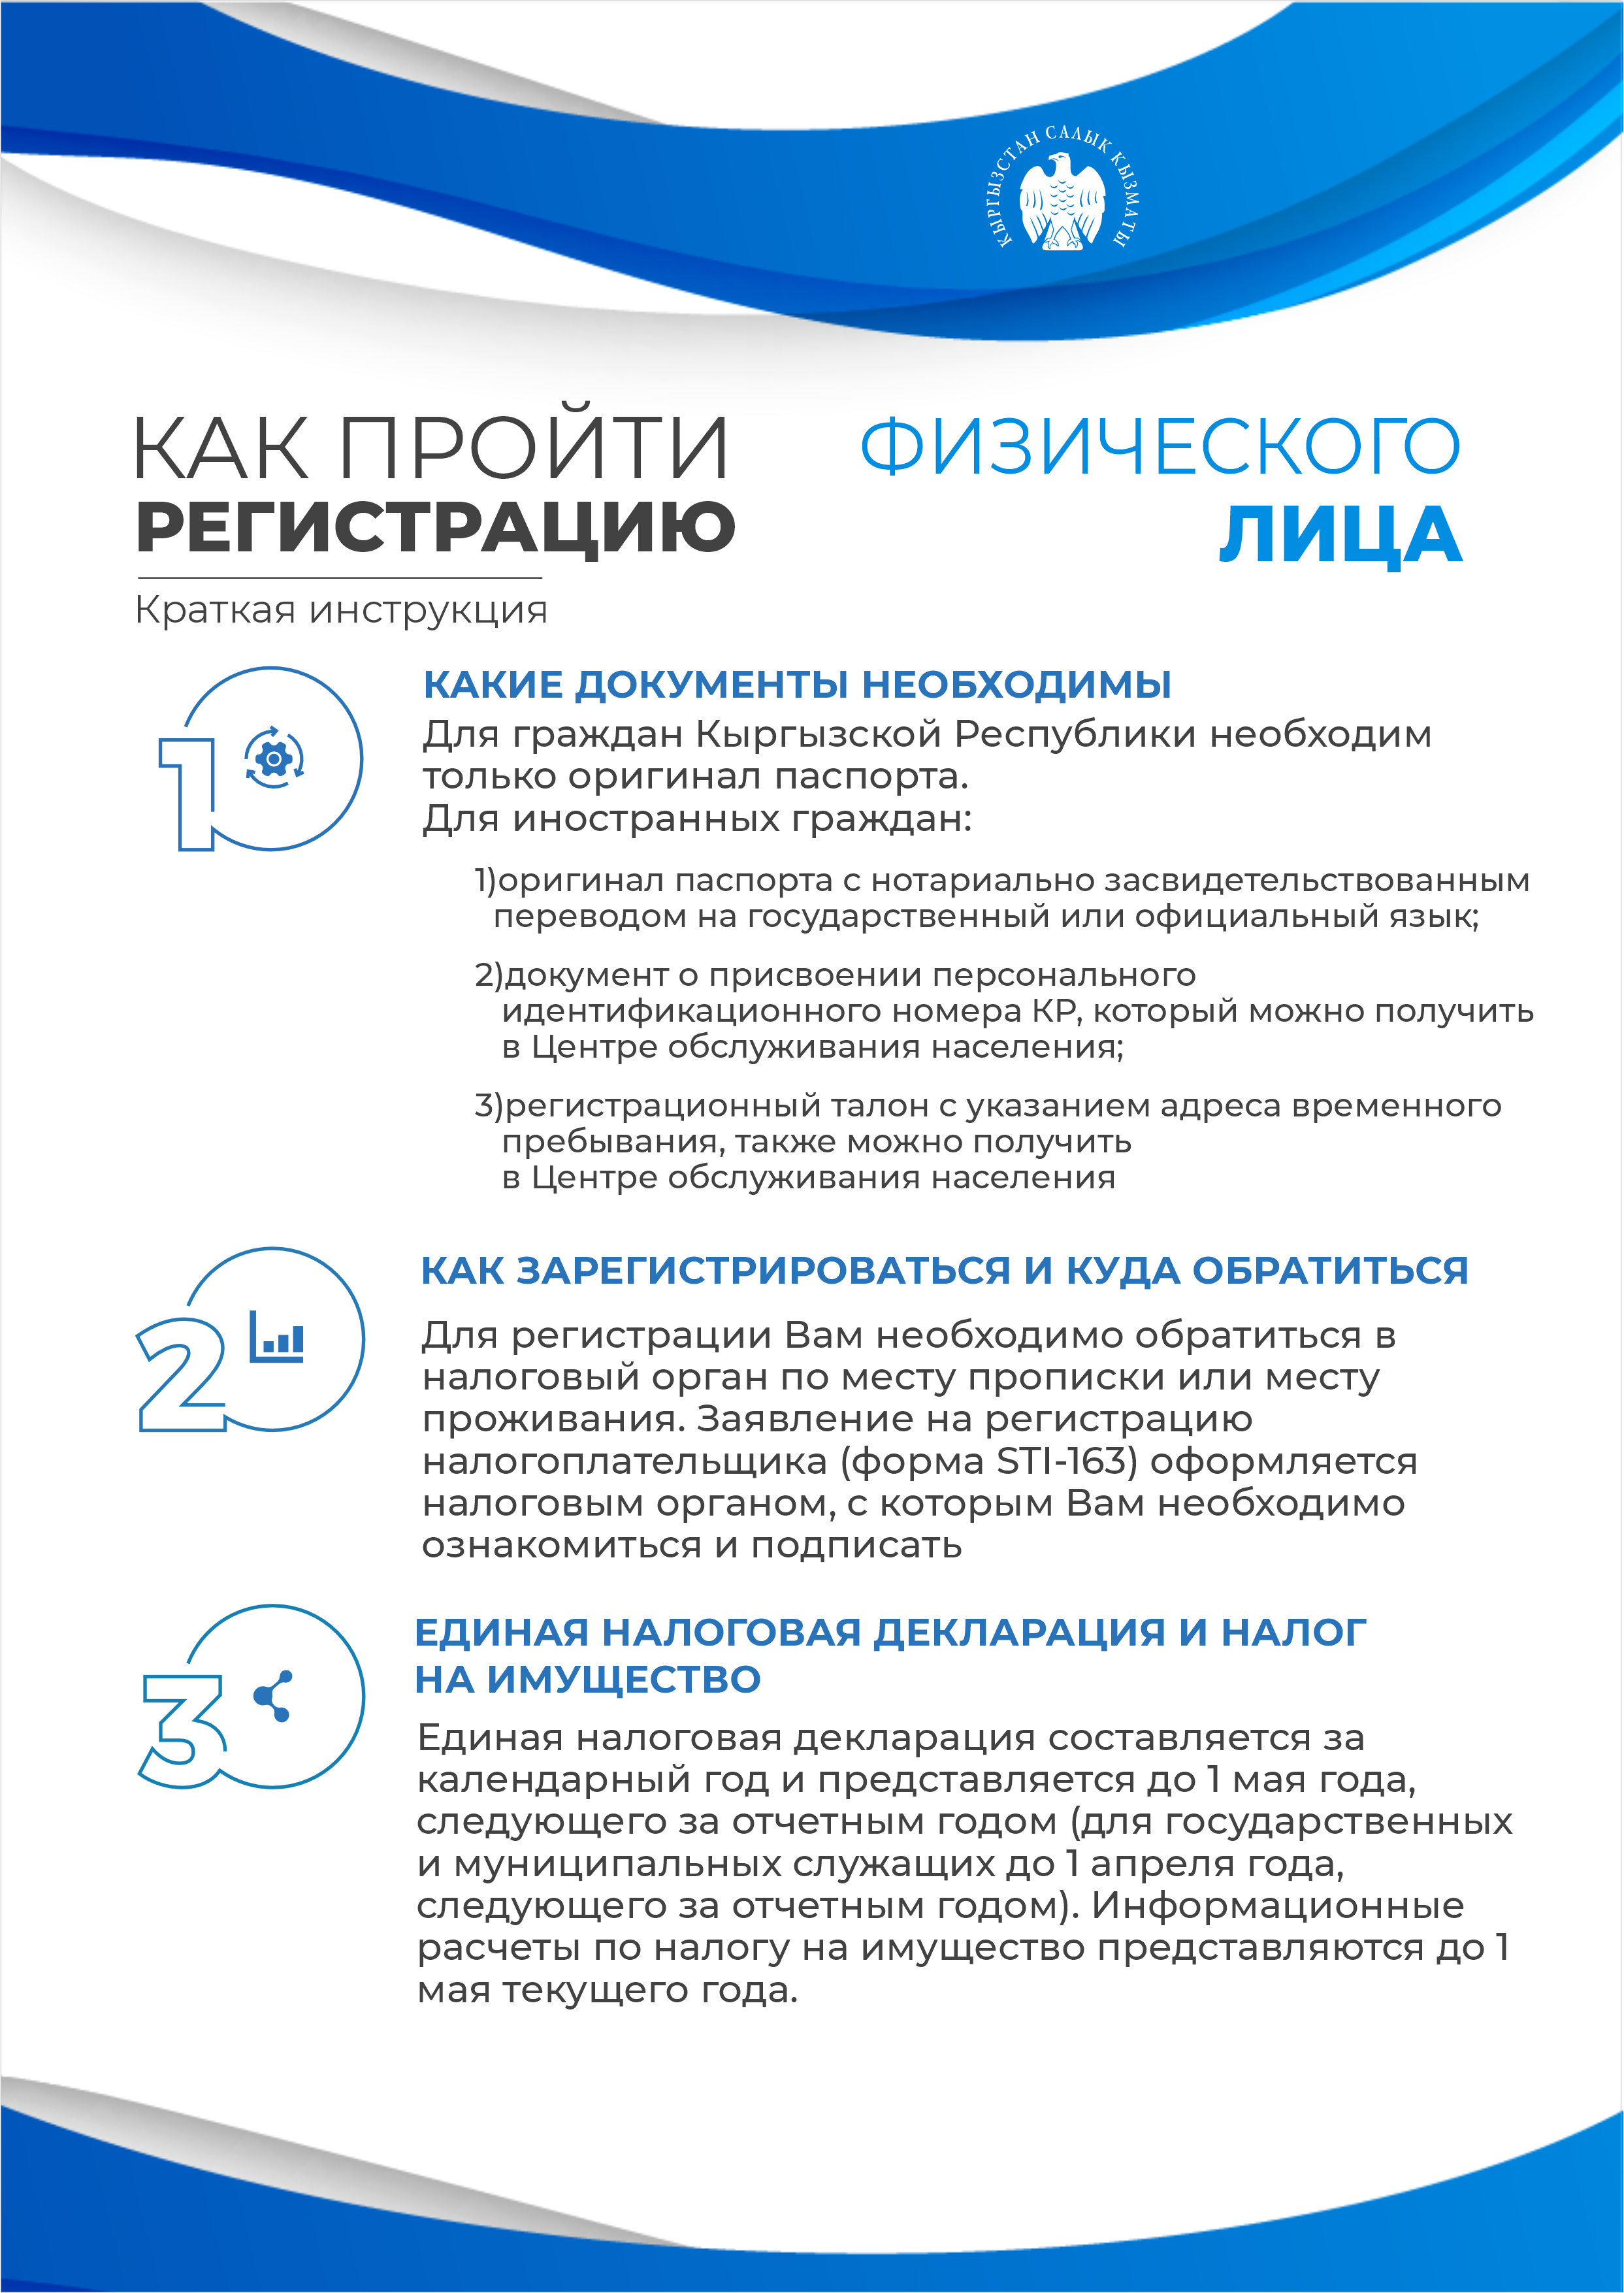 КЫРГЫЗСТАН САЛЫК КЫЗМАТЫ
КАК ПРОЙТИ
РЕГИСТРАЦИЮ
ФИЗИЧЕСКОГО
ЛИЦА
Краткая инструкция
1
КАКИЕ ДОКУМЕНТЫ НЕОБХОДИМЫ
Для граждан Кыргызской Республики необходим
только оригинал паспорта.
Для иностранных граждан:
1)оригинал паспорта с нотариально засвидетельствованным
переводом на государственный или официальный язык;
2)документ о присвоении персонального
идентификационного номера КР, который можно получить
в Центре обслуживания населения;
3)регистрационный талон с указанием адреса временного
пребывания, также можно получить
в Центре обслуживания населения
2
КАК ЗАРЕГИСТРИРОВАТЬСЯ И КУДА ОБРАТИТЬСЯ
Для регистрации Вам необходимо обратиться в
налоговый орган по месту прописки или месту
проживания. Заявление на регистрацию
налогоплательщика (форма STI-163) оформляется
налоговым органом, с которым Вам необходимо
ознакомиться и подписать
3
ЕДИНАЯ НАЛОГОВАЯ ДЕКЛАРАЦИЯ И НАЛОГ
НА ИМУЩЕСТВО
Единая налоговая декларация составляется за
календарный год и представляется до 1 мая года,
следующего за отчетным годом (для государственных
и муниципальных служащих до 1 апреля года,
следующего за отчетным годом). Информационные
расчеты по налогу на имущество представляются до 1
мая текущего года.